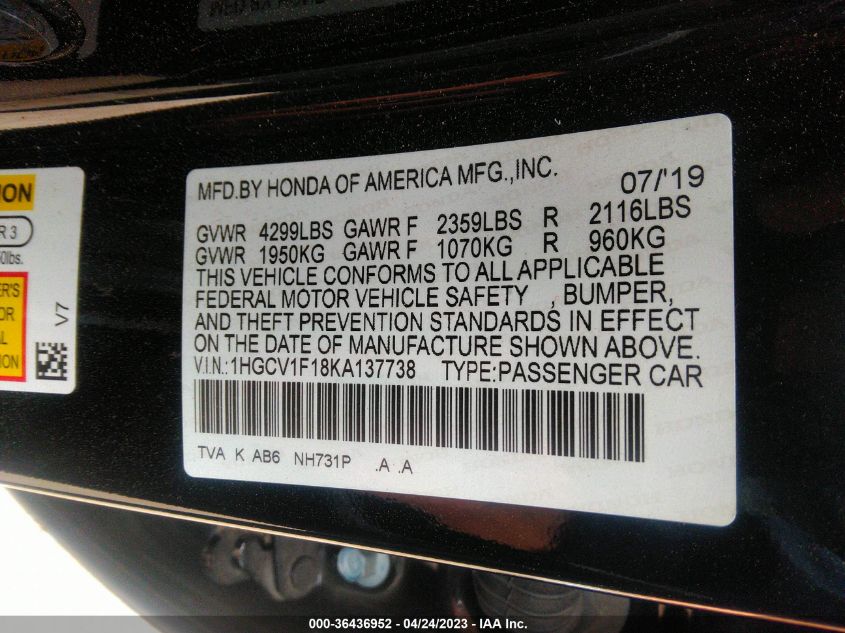 MFD.BY HONDA OF AMERICA MFG.,INC. 07/'19
GVWR 4299LBS GAWR F 2359LBS R 2116LBS
GVWR 1950KG GAWR F 1070KG R 960KG
THIS VEHICLE CONFORMS TO ALL APPLICABLE
FEDERAL MOTOR VEHICLE SAFETY , BUMPER,
AND THEFT PREVENTION STANDARDS IN EFFECT
ON THE DATE OF MANUFACTURE SHOWN ABOVE.
V.I.N.:1HGCV1F18KA137738 TYPE:PASSENGER CAR
TVA K AB6 NH731P .A .A
R 3
V7
000-36436952 / 04/24/2023 - IAA Inc.